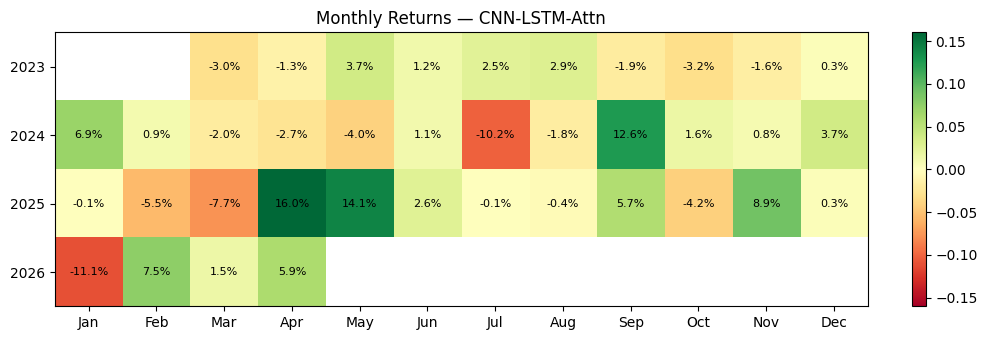 Monthly Returns — CNN-LSTM-Attn
2023 -3.0% -1.3% 3.7% 1.2% 2.5% 2.9% -1.9% -3.2% -1.6% 0.3%
2024 6.9% 0.9% -2.0% -2.7% -4.0% 1.1% -10.2% -1.8% 12.6% 1.6% 0.8% 3.7%
2025 -0.1% -5.5% -7.7% 16.0% 14.1% 2.6% -0.1% -0.4% 5.7% -4.2% 8.9% 0.3%
2026 -11.1% 7.5% 1.5% 5.9%
Jan Feb Mar Apr May Jun Jul Aug Sep Oct Nov Dec
0.15
0.10
0.05
0.00
−0.05
−0.10
−0.15